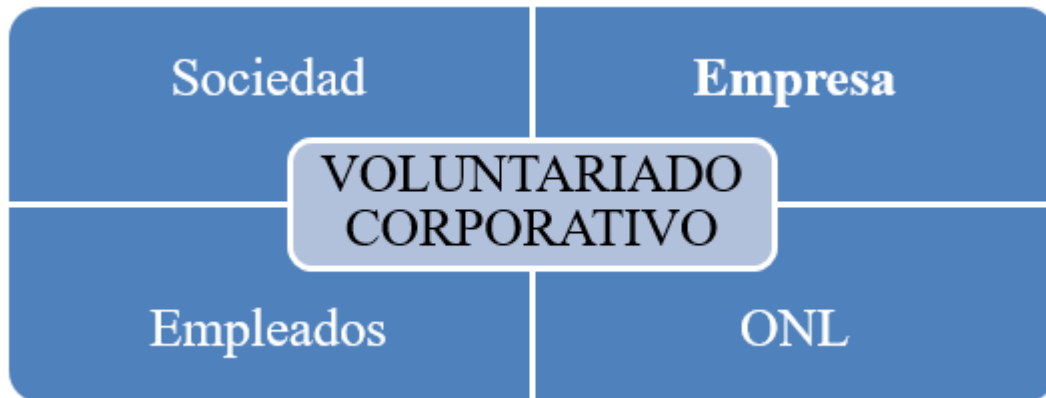 Sociedad
Empresa
VOLUNTARIADO
CORPORATIVO
Empleados
ONL